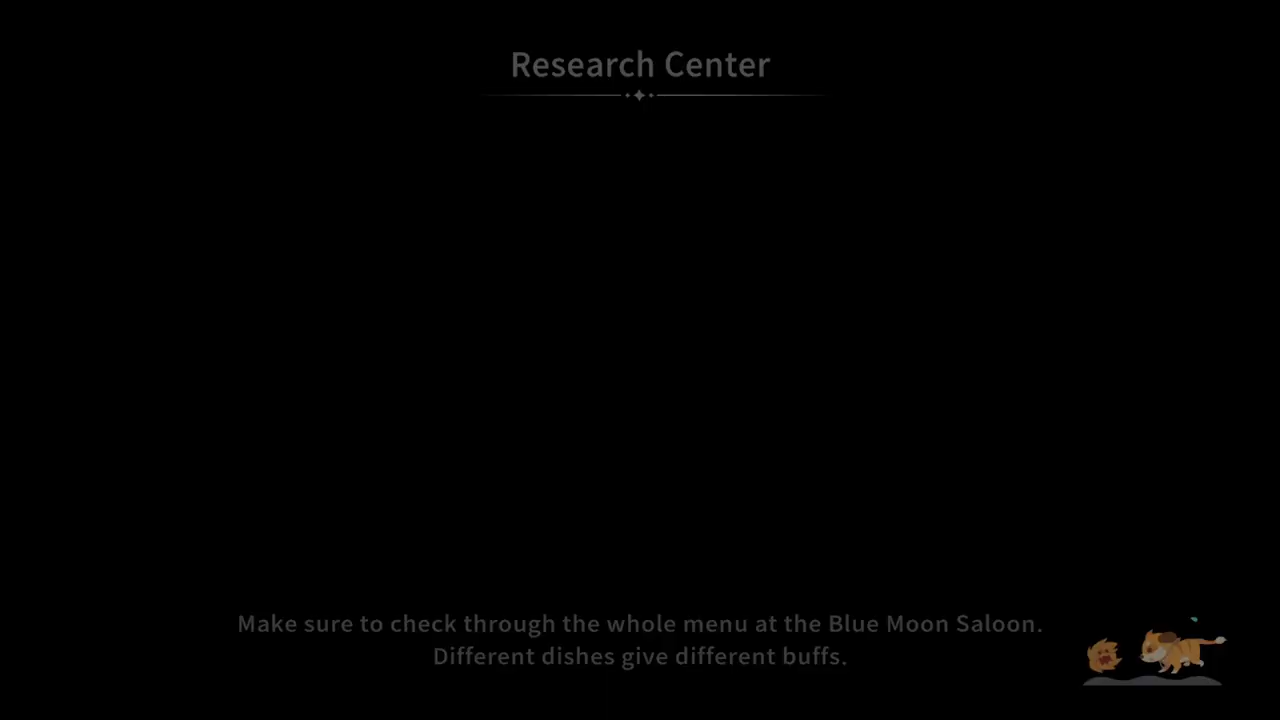 Research Center
Make sure to check through the whole menu at the Blue Moon Saloon.
Different dishes give different buffs.